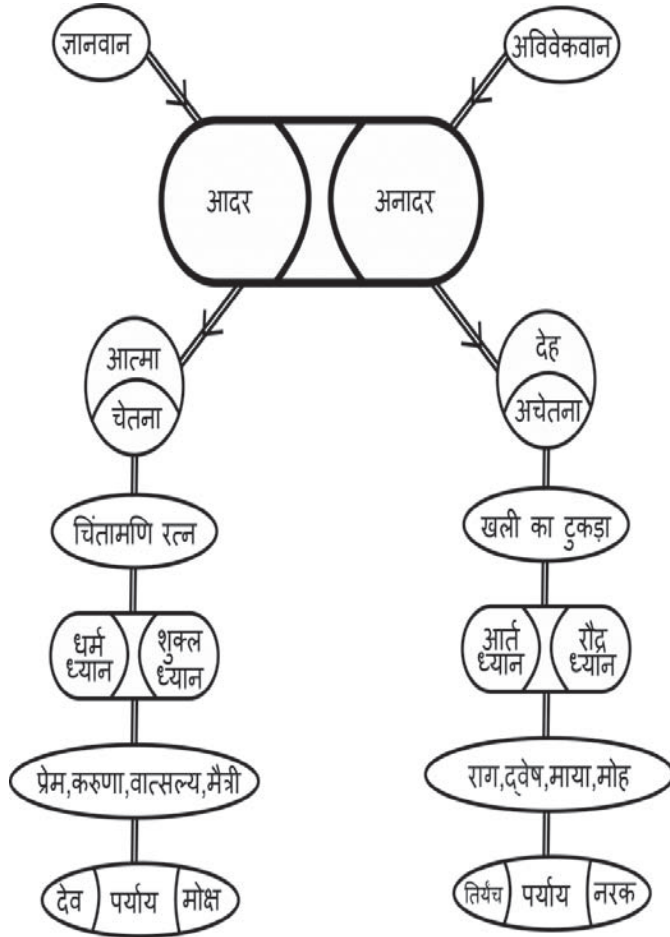 ज्ञानवान
अविवेकवान
आदर
अनादर
आत्मा
चेतना
देह
अचेतना
चिंतामणि रत्न
खली का टुकड़ा
धर्म
ध्यान
शुक्ल
ध्यान
आर्त
ध्यान
रौद्र
ध्यान
प्रेम,करुणा,वात्सल्य,मैत्री
राग,द्वेष,माया,मोह
देव
पर्याय
मोक्ष
तिर्यंच
पर्याय
नरक